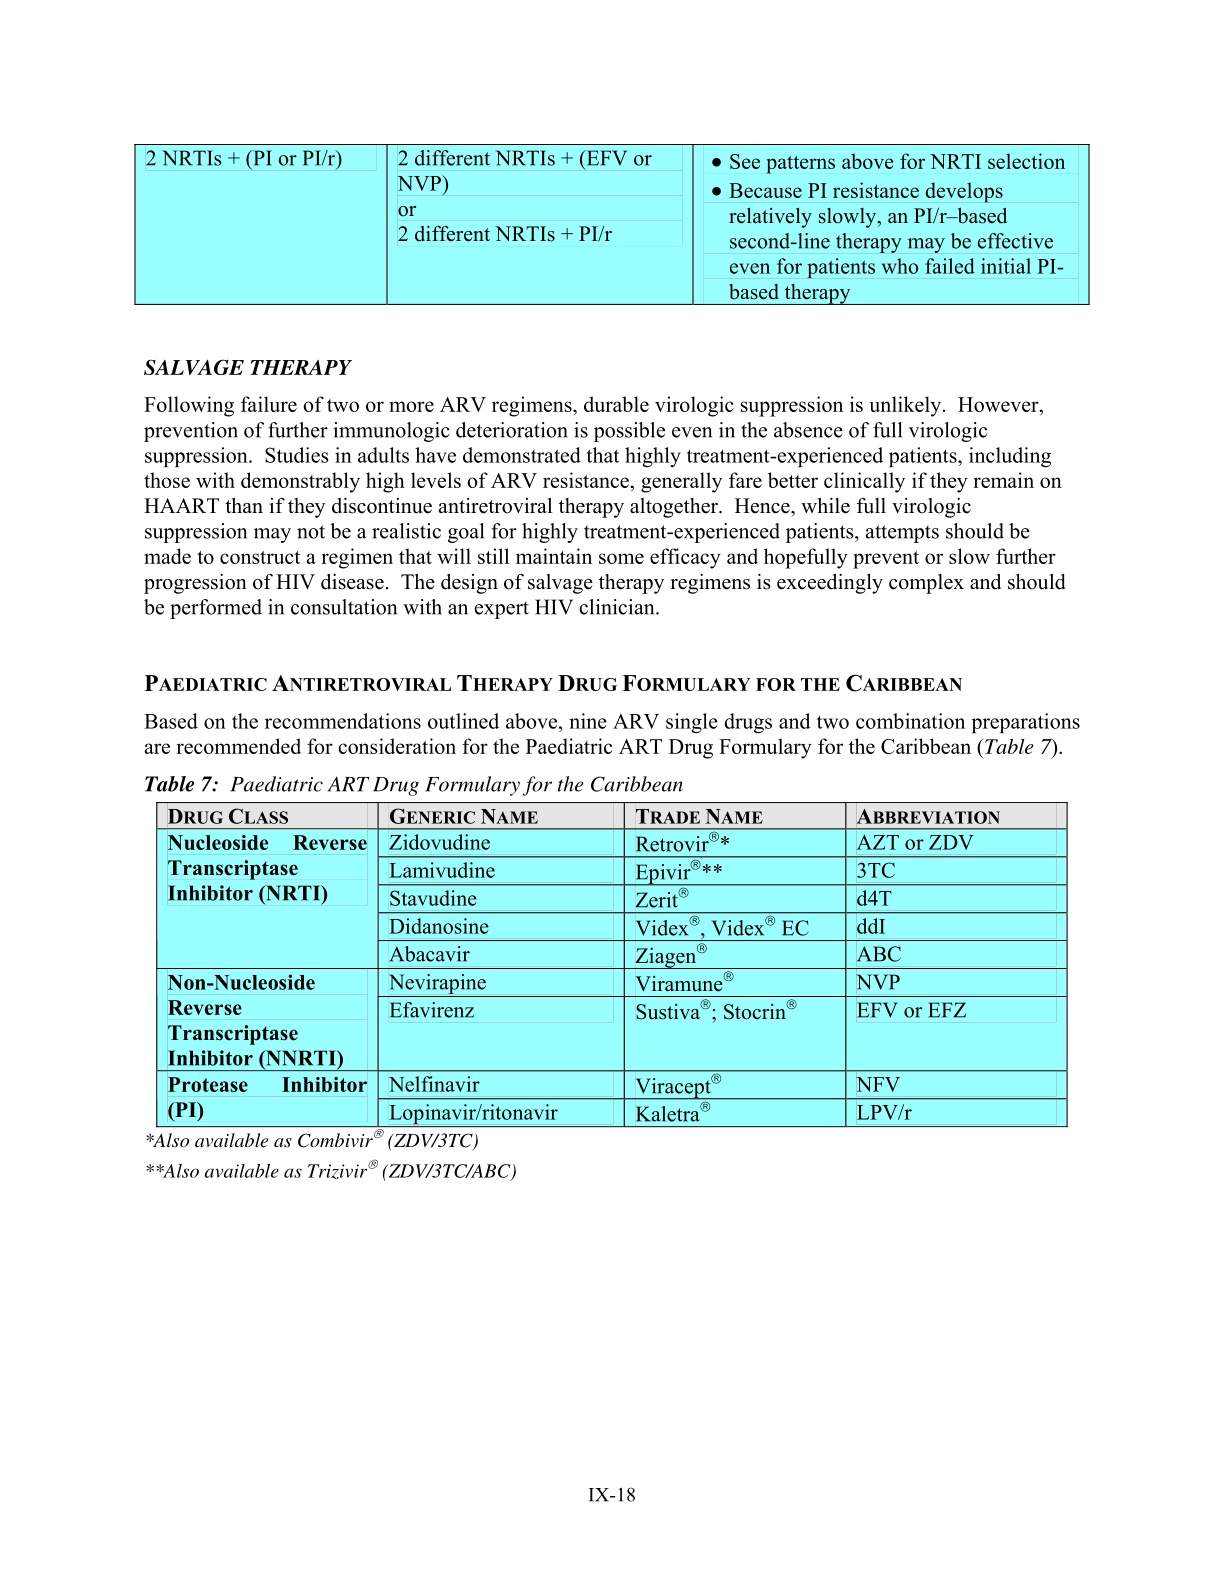 2 NRTIs + (PI or PI/r)
2 different NRTIs + (EFV or
NVP)
or
2 different NRTIs + PI/r
● See patterns above for NRTI selection
● Because PI resistance develops
relatively slowly, an PI/r–based
second-line therapy may be effective
even for patients who failed initial PI-
based therapy
SALVAGE THERAPY
Following failure of two or more ARV regimens, durable virologic suppression is unlikely. However,
prevention of further immunologic deterioration is possible even in the absence of full virologic
suppression. Studies in adults have demonstrated that highly treatment-experienced patients, including
those with demonstrably high levels of ARV resistance, generally fare better clinically if they remain on
HAART than if they discontinue antiretroviral therapy altogether. Hence, while full virologic
suppression may not be a realistic goal for highly treatment-experienced patients, attempts should be
made to construct a regimen that will still maintain some efficacy and hopefully prevent or slow further
progression of HIV disease. The design of salvage therapy regimens is exceedingly complex and should
be performed in consultation with an expert HIV clinician.
PAEDIATRIC ANTIRETROVIRAL THERAPY DRUG FORMULARY FOR THE CARIBBEAN
Based on the recommendations outlined above, nine ARV single drugs and two combination preparations
are recommended for consideration for the Paediatric ART Drug Formulary for the Caribbean (Table 7).
Table 7: Paediatric ART Drug Formulary for the Caribbean
DRUG CLASS GENERIC NAME TRADE NAME ABBREVIATION
Nucleoside Reverse
Transcriptase
Inhibitor (NRTI)
Zidovudine Retrovir®* AZT or ZDV
Lamivudine Epivir®** 3TC
Stavudine Zerit® d4T
Didanosine Videx®, Videx® EC ddI
Abacavir Ziagen® ABC
Non-Nucleoside
Reverse
Transcriptase
Inhibitor (NNRTI)
Nevirapine Viramune® NVP
Efavirenz Sustiva®; Stocrin® EFV or EFZ
Protease Inhibitor
(PI)
Nelfinavir Viracept® NFV
Lopinavir/ritonavir Kaletra® LPV/r
*Also available as Combivir® (ZDV/3TC)
**Also available as Trizivir® (ZDV/3TC/ABC)
IX-18